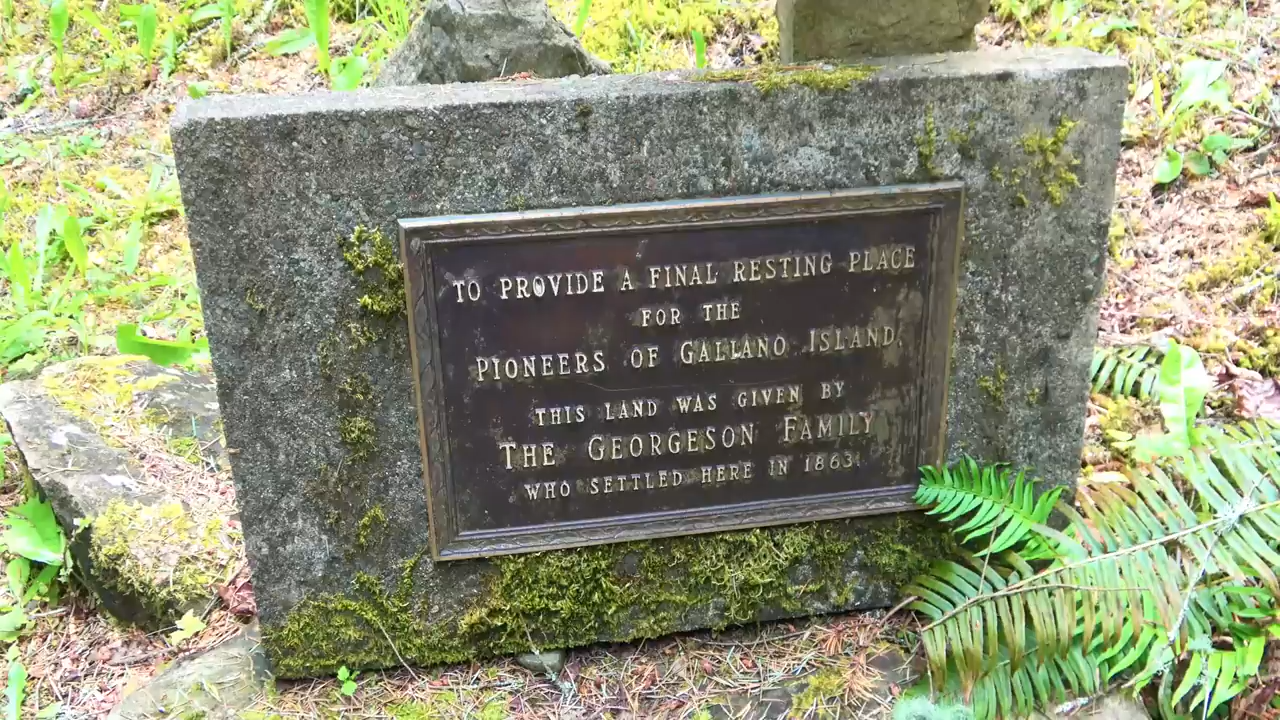 TO PROVIDE A FINAL RESTING PLACE
FOR THE
PIONEERS OF GALIANO ISLAND,
THIS LAND WAS GIVEN BY
THE GEORGESON FAMILY
WHO SETTLED HERE IN 1863.